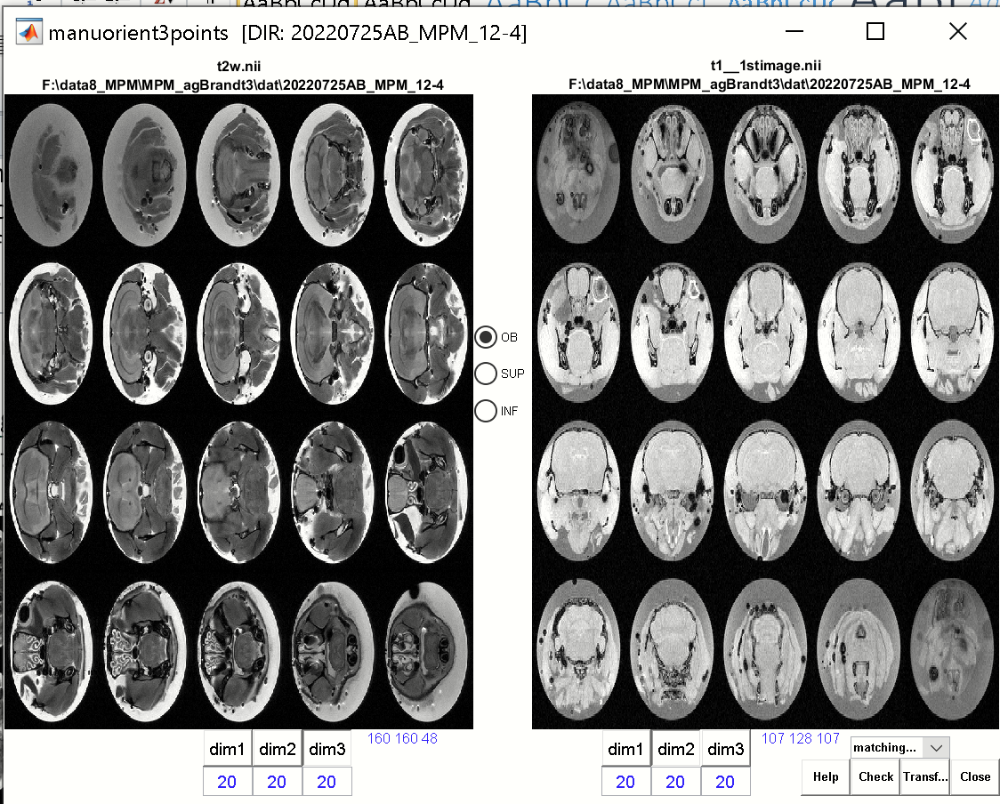 AaBbCcDd AaBbCcDd
manuorient3points [DIR: 20220725AB_MPM_12-4]
t2w.nii
F:\data8_MPM\MPM_agBrandt3\dat\20220725AB_MPM_12-4
t1__1stimage.nii
F:\data8_MPM\MPM_agBrandt3\dat\20220725AB_MPM_12-4
OB
SUP
INF
dim1 dim2 dim3 160 160 48
20 20 20
dim1 dim2 dim3 107 128 107 matching...
20 20 20 Help Check Transf... Close